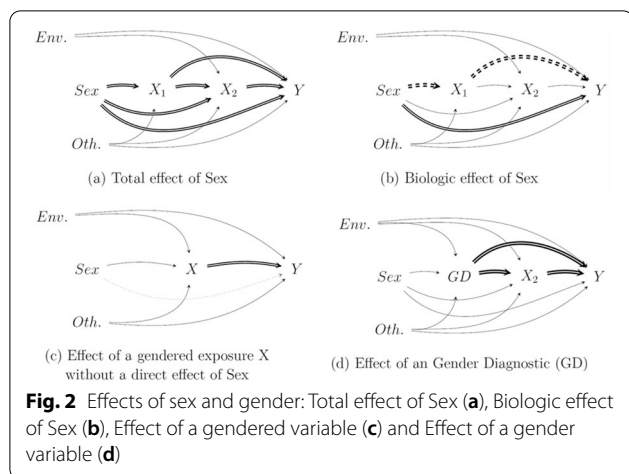 Env.
Sex
X1
X2
Y
Oth.
(a) Total effect of Sex
Env.
Sex
X1
X2
Y
Oth.
(b) Biologic effect of Sex
Env.
Sex
X
Y
Oth.
(c) Effect of a gendered exposure X
without a direct effect of Sex
Env.
Sex
GD
X2
Y
Oth.
(d) Effect of an Gender Diagnostic (GD)
Fig. 2 Effects of sex and gender: Total effect of Sex (a), Biologic effect
of Sex (b), Effect of a gendered variable (c) and Effect of a gender
variable (d)